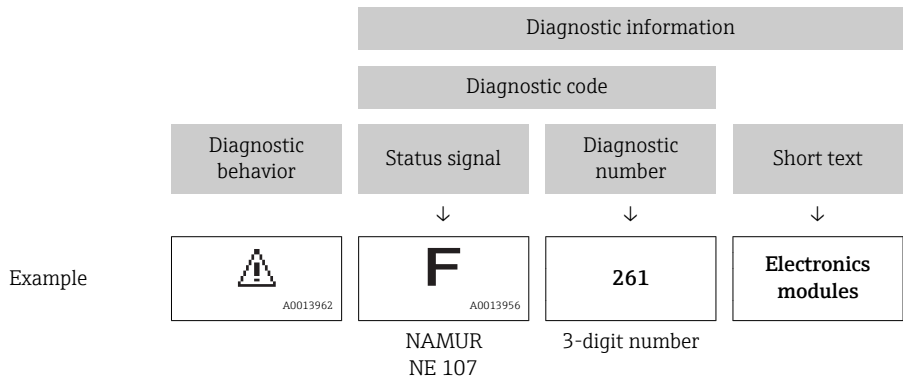 Diagnostic information
Diagnostic code
Diagnostic
behavior
Status signal
Diagnostic
number
Short text
↓ ↓ ↓
Example
A0013962
F
A0013956
261
Electronics
modules
NAMUR
NE 107
3-digit number